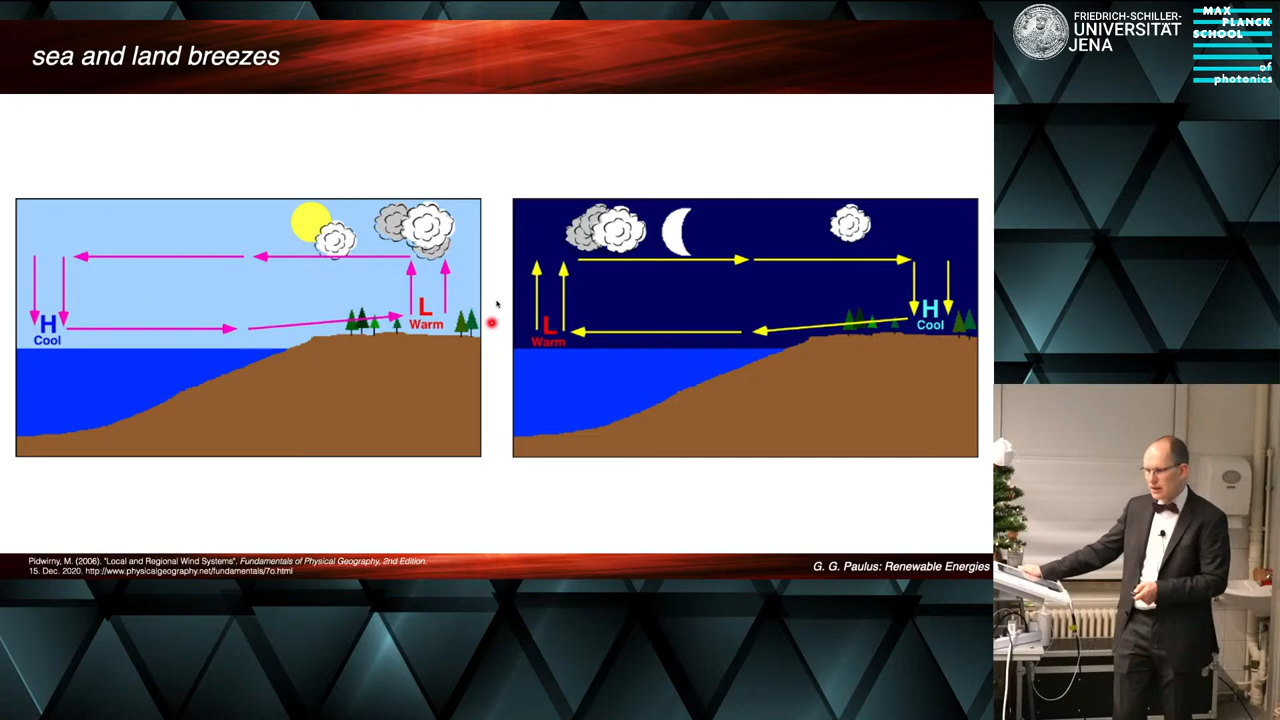 sea and land breezes
FRIEDRICH-SCHILLER-
UNIVERSITÄT
JENA
MAX
PLANCK
SCHOOL
of
photonics
H
Cool
L
Warm
L
Warm
H
Cool
Pidwirny, M. (2006). "Local and Regional Wind Systems". Fundamentals of Physical Geography, 2nd Edition.
15. Dec. 2020. http://www.physicalgeography.net/fundamentals/7o.html
G. G. Paulus: Renewable Energies